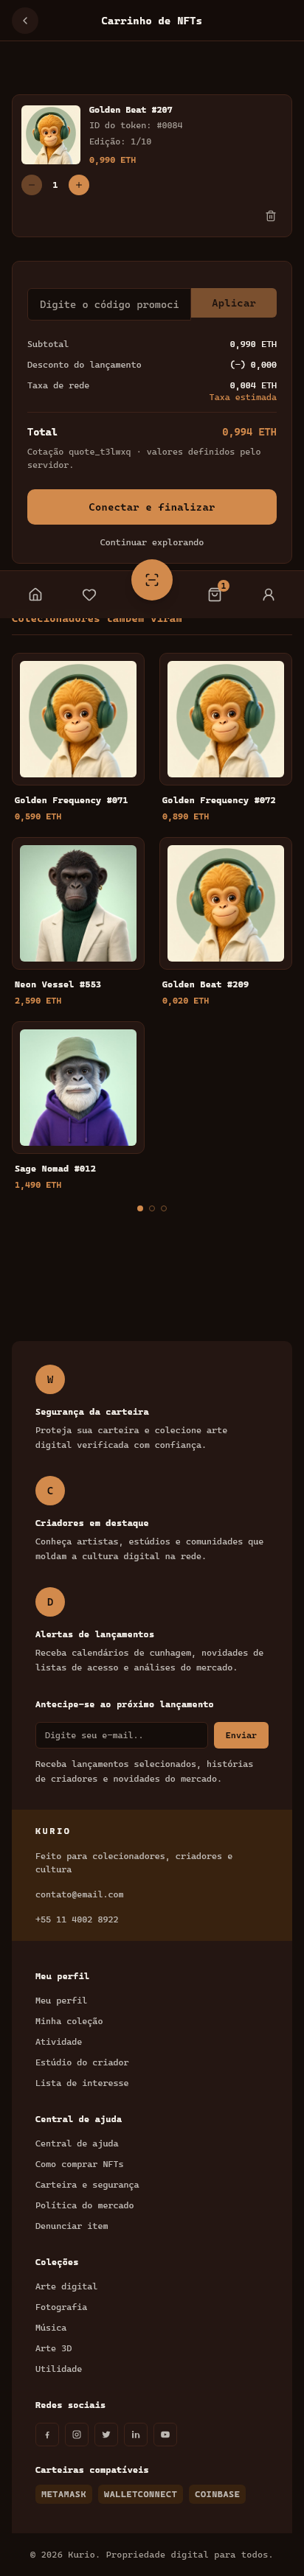 Carrinho de NFTs
Golden Beat #207
ID do token: #0084
Edição: 1/10
0,990 ETH
− 1 +
Digite o código promoci
Aplicar
Subtotal 0,990 ETH
Desconto do lançamento (−) 0,000
Taxa de rede 0,004 ETH
Taxa estimada
Total 0,994 ETH
Cotação quote_t3lmxq · valores definidos pelo
servidor.
Conectar e finalizar
Continuar explorando
1
Colecionadores também viram
Golden Frequency #071
0,590 ETH
Golden Frequency #072
0,890 ETH
Neon Vessel #553
2,590 ETH
Golden Beat #209
0,020 ETH
Sage Nomad #012
1,490 ETH
W
Segurança da carteira
Proteja sua carteira e colecione arte
digital verificada com confiança.
C
Criadores em destaque
Conheça artistas, estúdios e comunidades que
moldam a cultura digital na rede.
D
Alertas de lançamentos
Receba calendários de cunhagem, novidades de
listas de acesso e análises do mercado.
Antecipe-se ao próximo lançamento
Digite seu e-mail..
Enviar
Receba lançamentos selecionados, histórias
de criadores e novidades do mercado.
KURIO
Feito para colecionadores, criadores e
cultura
contato@email.com
+55 11 4002 8922
Meu perfil
Meu perfil
Minha coleção
Atividade
Estúdio do criador
Lista de interesse
Central de ajuda
Central de ajuda
Como comprar NFTs
Carteira e segurança
Política do mercado
Denunciar item
Coleções
Arte digital
Fotografia
Música
Arte 3D
Utilidade
Redes sociais
Carteiras compatíveis
METAMASK WALLETCONNECT COINBASE
© 2026 Kurio. Propriedade digital para todos.